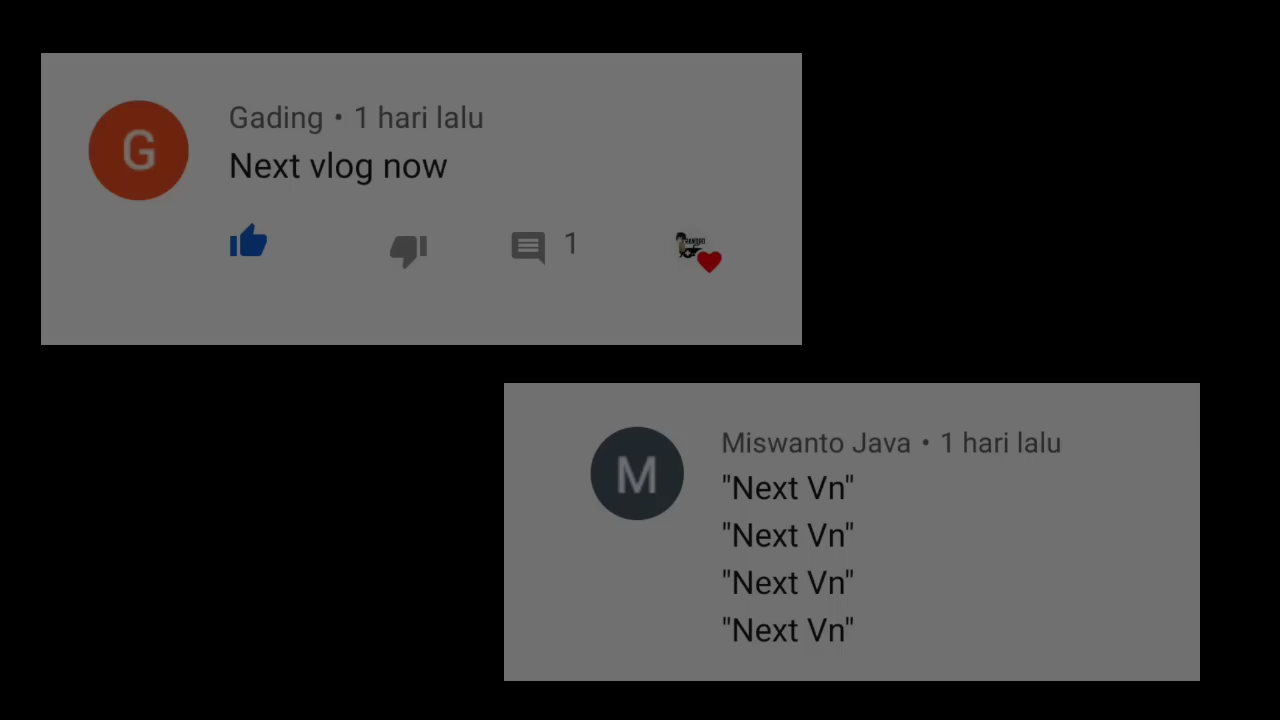 G
Gading • 1 hari lalu
Next vlog now
1
M
Miswanto Java • 1 hari lalu
"Next Vn"
"Next Vn"
"Next Vn"
"Next Vn"